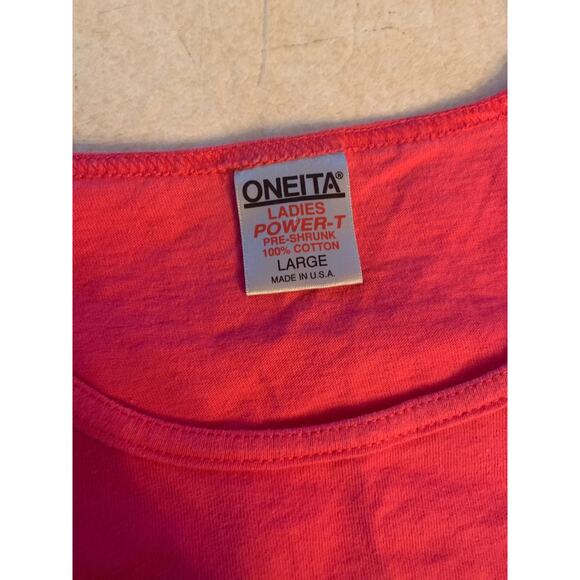 ONEITA®
LADIES
POWER-T
PRE-SHRUNK
100% COTTON
LARGE
MADE IN U.S.A.